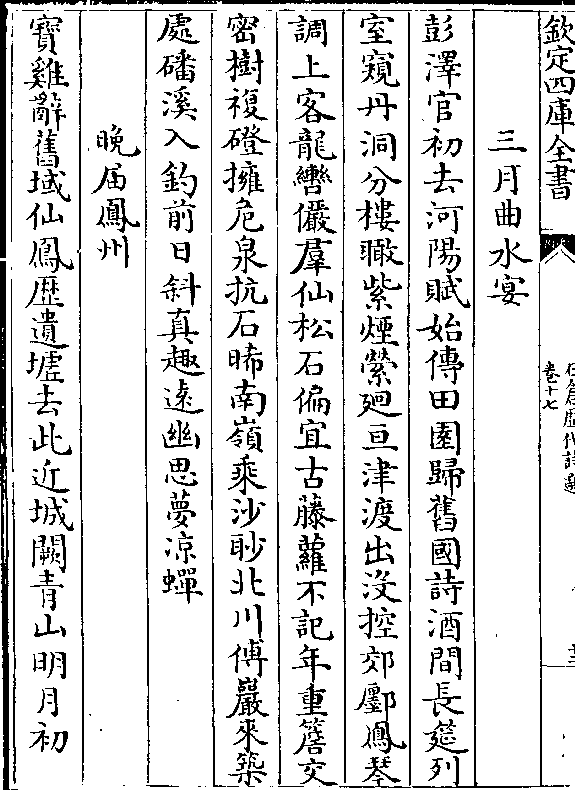 欽定四庫全書
石倉歷代詩選
卷十七
三月曲水宴
彭澤官初去河陽賦始傳田園歸舊國詩酒間長筵列
室窺丹洞分樓瞰紫煙縈廻亘津渡出沒控郊鄽鳳琴
調上客龍轡儼羣仙松石偏宜古藤蘿不記年重簷交
密樹複磴擁危泉抗石晞南嶺乘沙眇北川傅巖來築
處磻溪入釣前日斜真趣遠幽思夢涼蟬
晚届鳳州
寳雞辭舊域仙鳳歴遺墟去此近城闕青山明月初